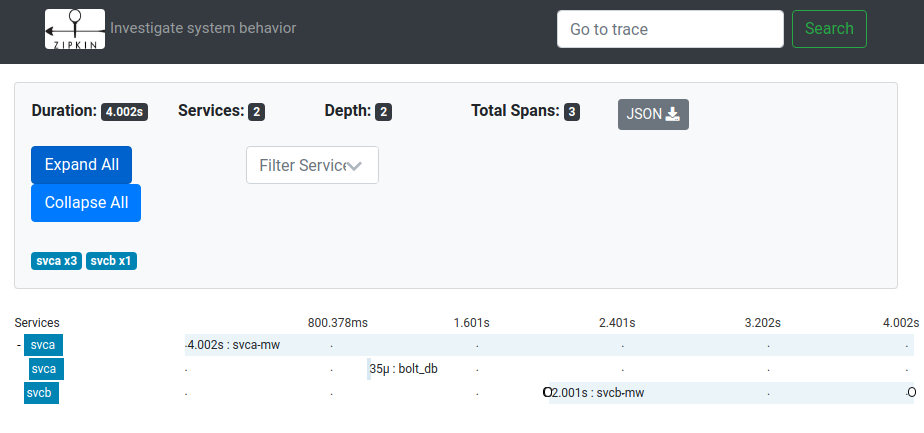 ZIPKIN Investigate system behavior Go to trace Search
Duration: 4.002s Services: 2 Depth: 2 Total Spans: 3 JSON
Expand All Filter Service
Collapse All
svca x3 svcb x1
Services 800.378ms 1.601s 2.401s 3.202s 4.002s
- svca 4.002s : svca-mw
svca 35μ : bolt_db
svcb 2.001s : svcb-mw